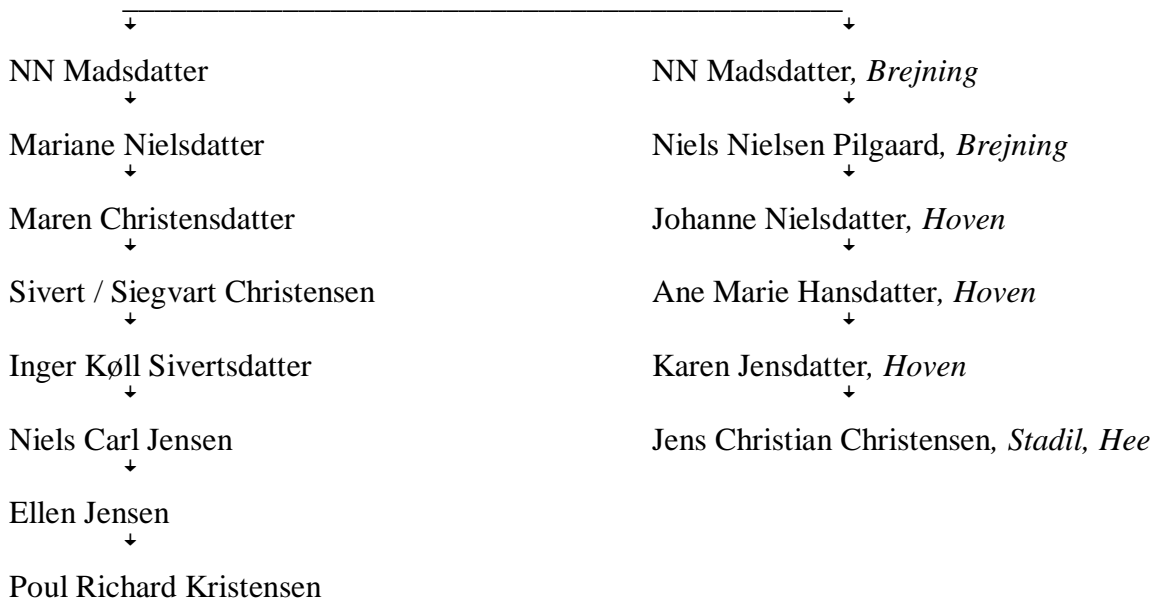 NN Madsdatter NN Madsdatter, Brejning
Mariane Nielsdatter Niels Nielsen Pilgaard, Brejning
Maren Christensdatter Johanne Nielsdatter, Hoven
Sivert / Siegvart Christensen Ane Marie Hansdatter, Hoven
Inger Køll Sivertsdatter Karen Jensdatter, Hoven
Niels Carl Jensen Jens Christian Christensen, Stadil, Hee
Ellen Jensen
Poul Richard Kristensen